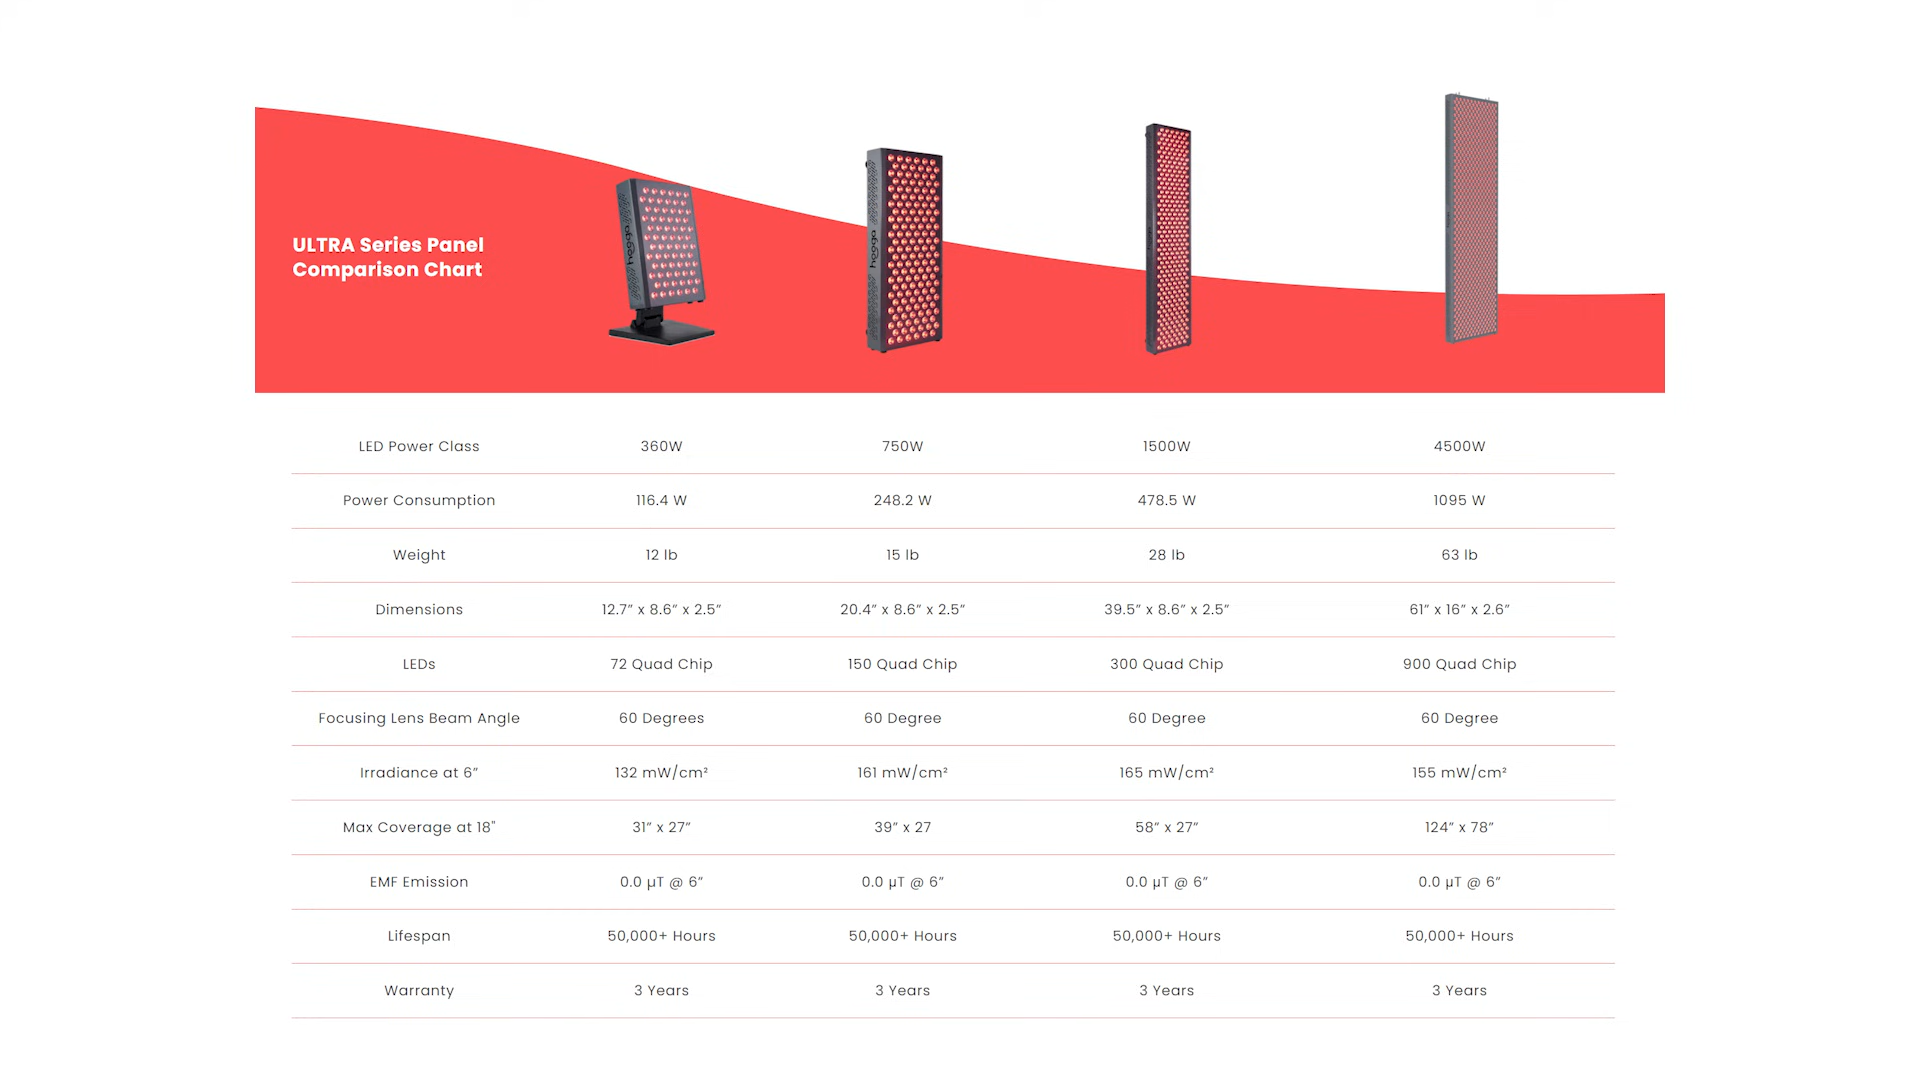 ULTRA Series Panel
Comparison Chart
hooga
hooga
LED Power Class 360W 750W 1500W 4500W
Power Consumption 116.4 W 248.2 W 478.5 W 1095 W
Weight 12 lb 15 lb 28 lb 63 lb
Dimensions 12.7” x 8.6” x 2.5” 20.4” x 8.6” x 2.5” 39.5” x 8.6” x 2.5” 61” x 16” x 2.6”
LEDs 72 Quad Chip 150 Quad Chip 300 Quad Chip 900 Quad Chip
Focusing Lens Beam Angle 60 Degrees 60 Degree 60 Degree 60 Degree
Irradiance at 6” 132 mW/cm² 161 mW/cm² 165 mW/cm² 155 mW/cm²
Max Coverage at 18" 31” x 27” 39” x 27 58” x 27” 124” x 78”
EMF Emission 0.0 µT @ 6” 0.0 µT @ 6” 0.0 µT @ 6” 0.0 µT @ 6”
Lifespan 50,000+ Hours 50,000+ Hours 50,000+ Hours 50,000+ Hours
Warranty 3 Years 3 Years 3 Years 3 Years